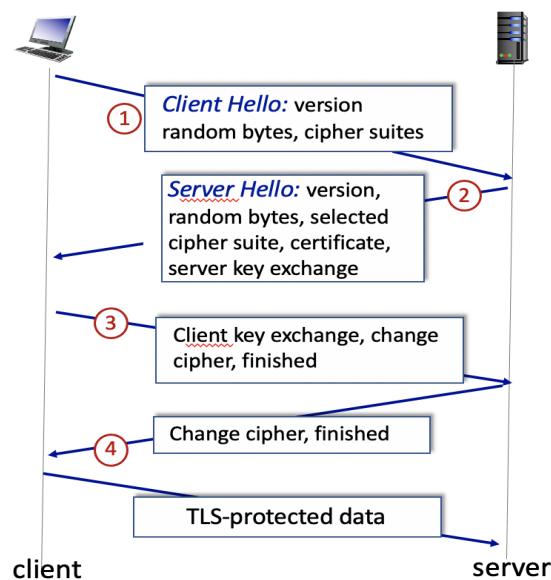 Client Hello: version
random bytes, cipher suites
1
Server Hello: version,
random bytes, selected
cipher suite, certificate,
server key exchange
2
3
Client key exchange, change
cipher, finished
Change cipher, finished
4
TLS-protected data
client
server